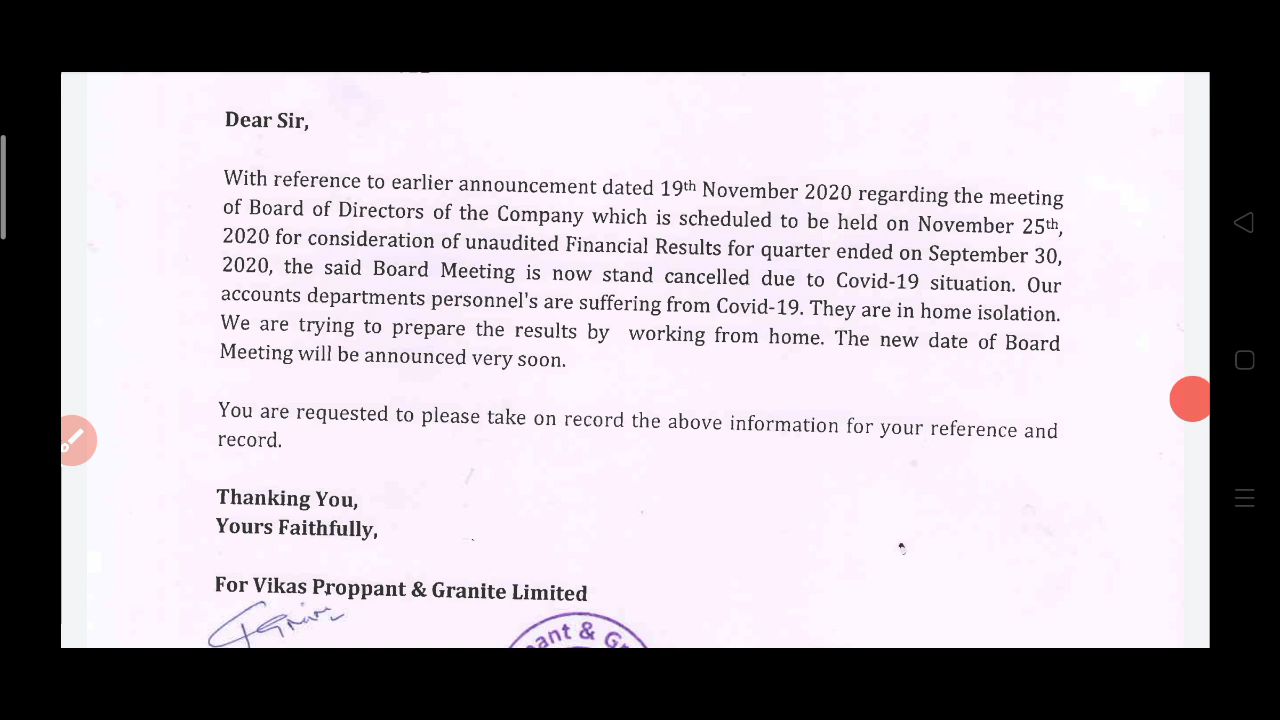 Dear Sir,
With reference to earlier announcement dated 19th November 2020 regarding the meeting
of Board of Directors of the Company which is scheduled to be held on November 25th,
2020 for consideration of unaudited Financial Results for quarter ended on September 30,
2020, the said Board Meeting is now stand cancelled due to Covid-19 situation. Our
accounts departments personnel's are suffering from Covid-19. They are in home isolation.
We are trying to prepare the results by working from home. The new date of Board
Meeting will be announced very soon.
You are requested to please take on record the above information for your reference and
record.
Thanking You,
Yours Faithfully,
For Vikas Proppant & Granite Limited